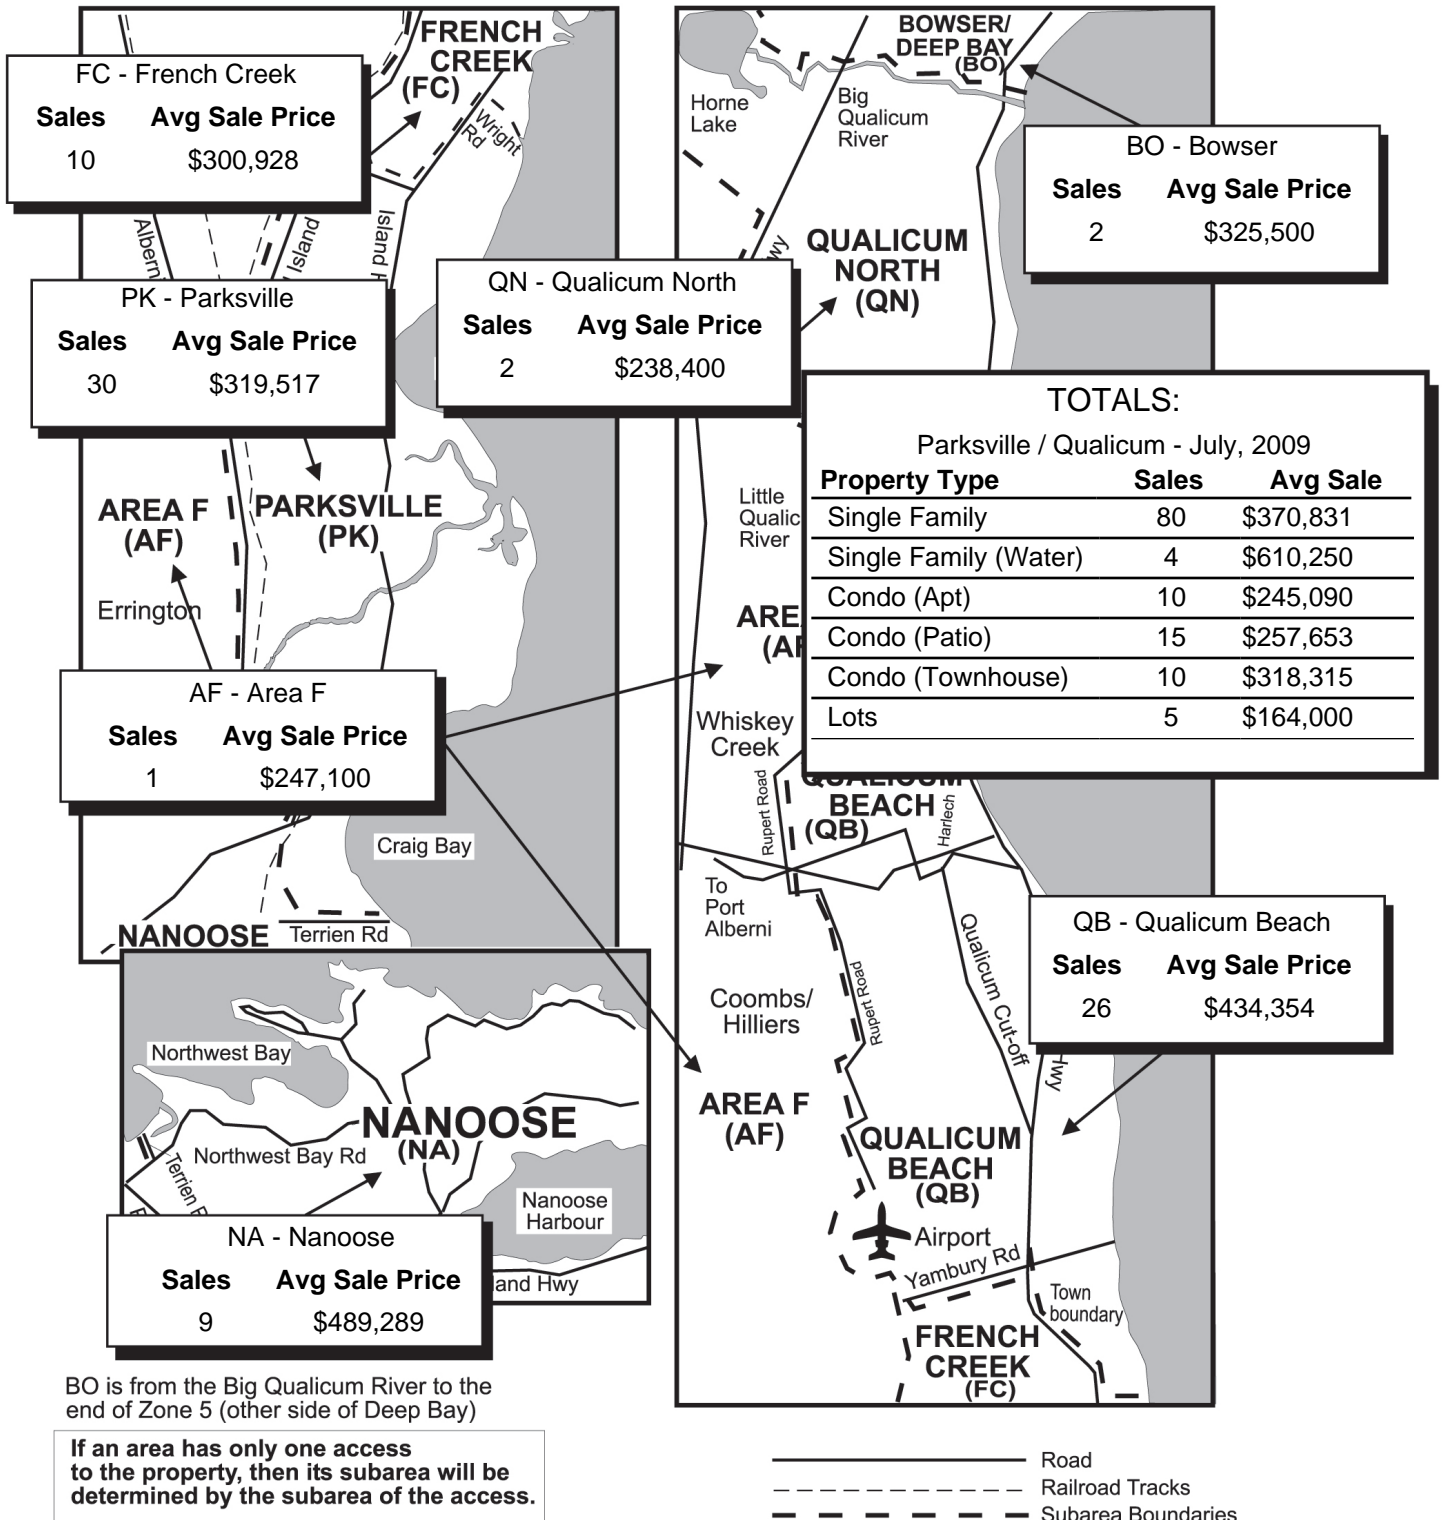 FRENCH
CREEK
(FC)
Wright
Rd
FC - French Creek
Sales Avg Sale Price
10 $300,928
Island
PK - Parksville
Sales Avg Sale Price
30 $319,517
AREA F
(AF)
PARKSVILLE
(PK)
Errington
AF - Area F
Sales Avg Sale Price
1 $247,100
Craig Bay
NANOOSE
Terrien Rd
Northwest Bay
NANOOSE
(NA)
Northwest Bay Rd
Terrien
Nanoose
Harbour
NA - Nanoose
Sales Avg Sale Price
9 $489,289
Hwy
BO is from the Big Qualicum River to the
end of Zone 5 (other side of Deep Bay)
If an area has only one access
to the property, then its subarea will be
determined by the subarea of the access.
BOWSER/
DEEP BAY
(BO)
Horne
Lake
Big
Qualicum
River
BO - Bowser
Sales Avg Sale Price
2 $325,500
QUALICUM
NORTH
(QN)
QN - Qualicum North
Sales Avg Sale Price
2 $238,400
TOTALS:
Parksville / Qualicum - July, 2009
Property Type Sales Avg Sale
Single Family 80 $370,831
Single Family (Water) 4 $610,250
Condo (Apt) 10 $245,090
Condo (Patio) 15 $257,653
Condo (Townhouse) 10 $318,315
Lots 5 $164,000
Little
River
Whiskey
Creek
Rupert Road
QUALICUM
BEACH
(QB)
Harlech
To
Port
Alberni
Coombs/
Hilliers
Rupert Road
Qualicum Cut-off
Hwy
QB - Qualicum Beach
Sales Avg Sale Price
26 $434,354
AREA F
(AF)
QUALICUM
BEACH
(QB)
Airport
Yambury Rd
Town
boundary
FRENCH
CREEK
(FC)
Road
Railroad Tracks
Subarea Boundaries